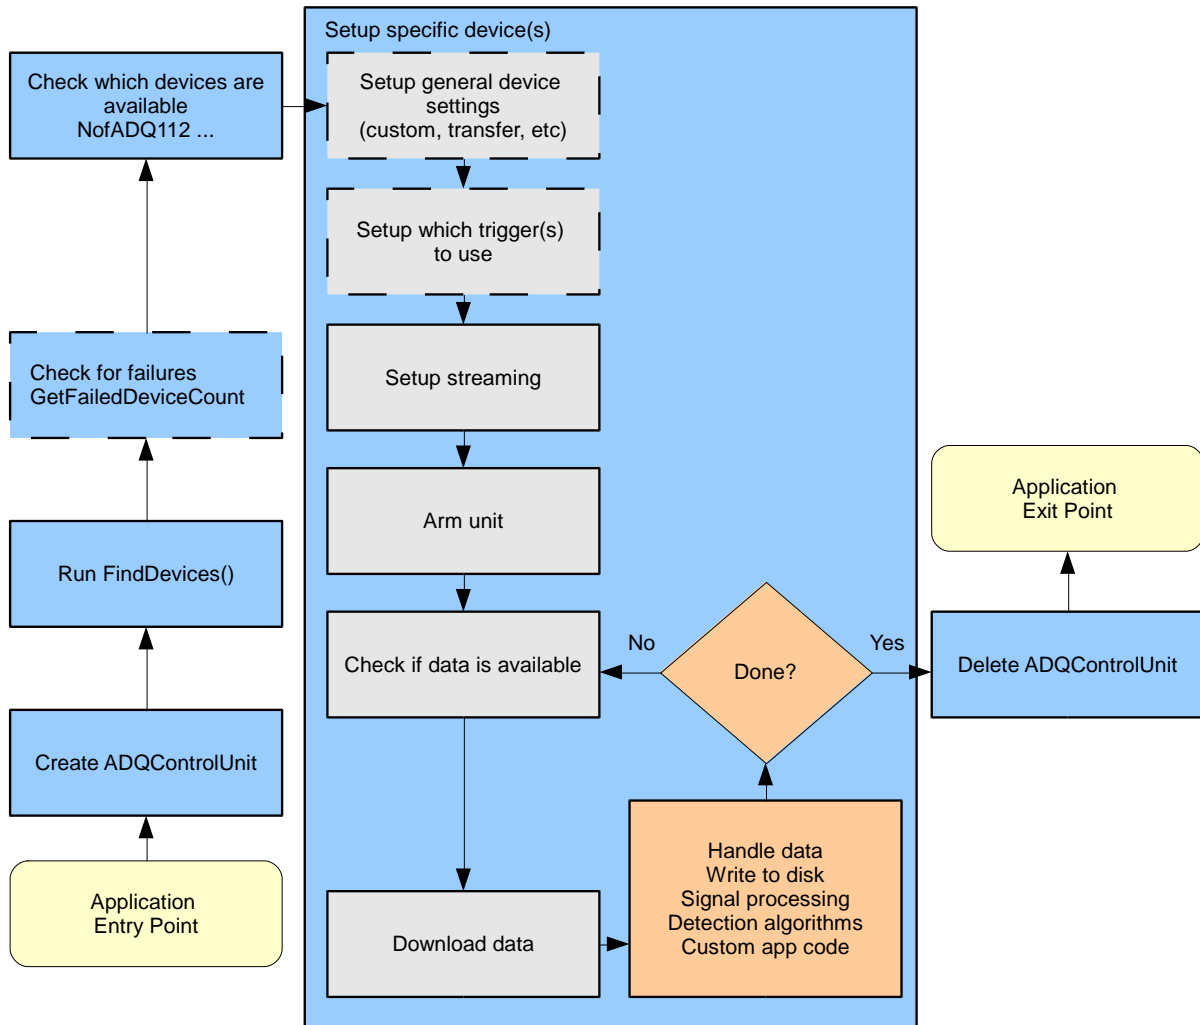 Setup specific device(s)
Check which devices are
available
NofADQ112 ...
Setup general device
settings
(custom, transfer, etc)
Setup which trigger(s)
to use
Check for failures
GetFailedDeviceCount
Setup streaming
Run FindDevices()
Arm unit
Application
Exit Point
Create ADQControlUnit
Check if data is available
No
Done?
Yes
Delete ADQControlUnit
Application
Entry Point
Download data
Handle data
Write to disk
Signal processing
Detection algorithms
Custom app code